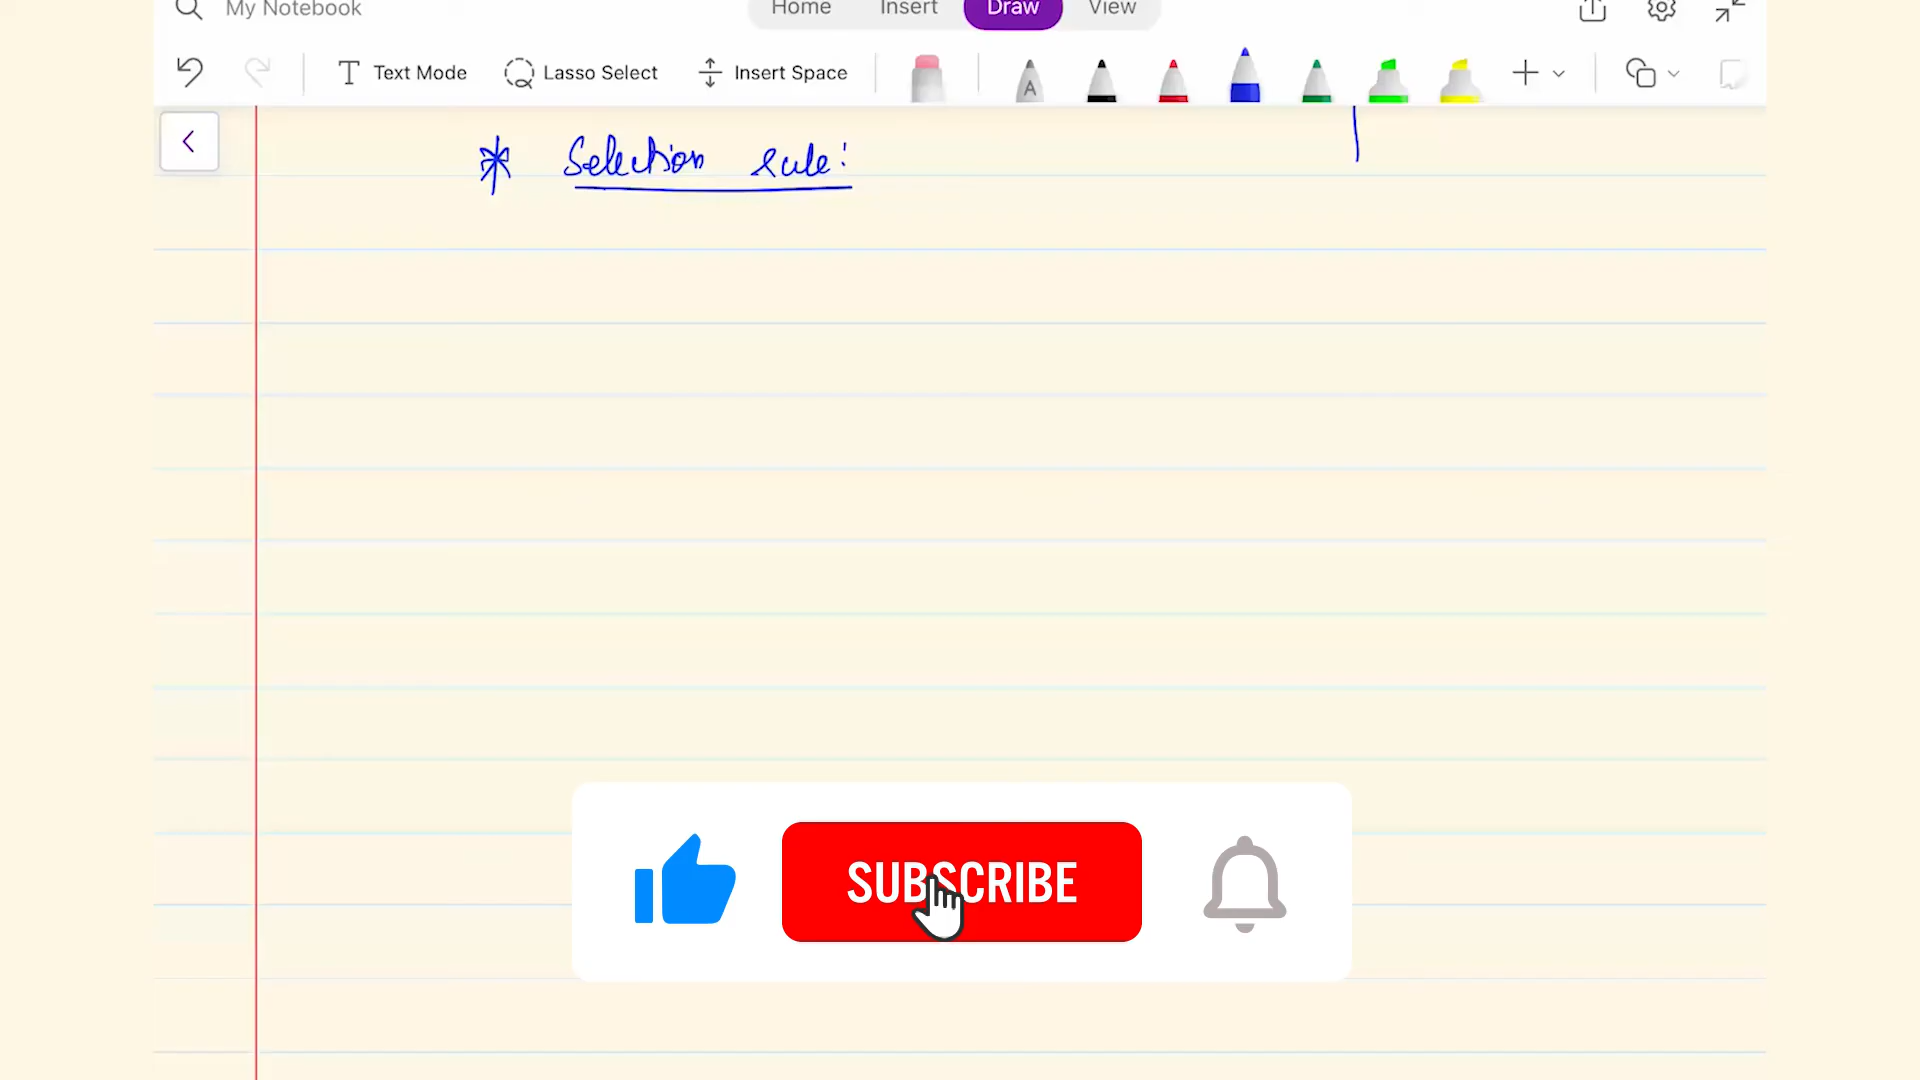 My Notebook
Home Insert Draw View
Text Mode Lasso Select Insert Space
A
* Selection rule:
SUBSCRIBE